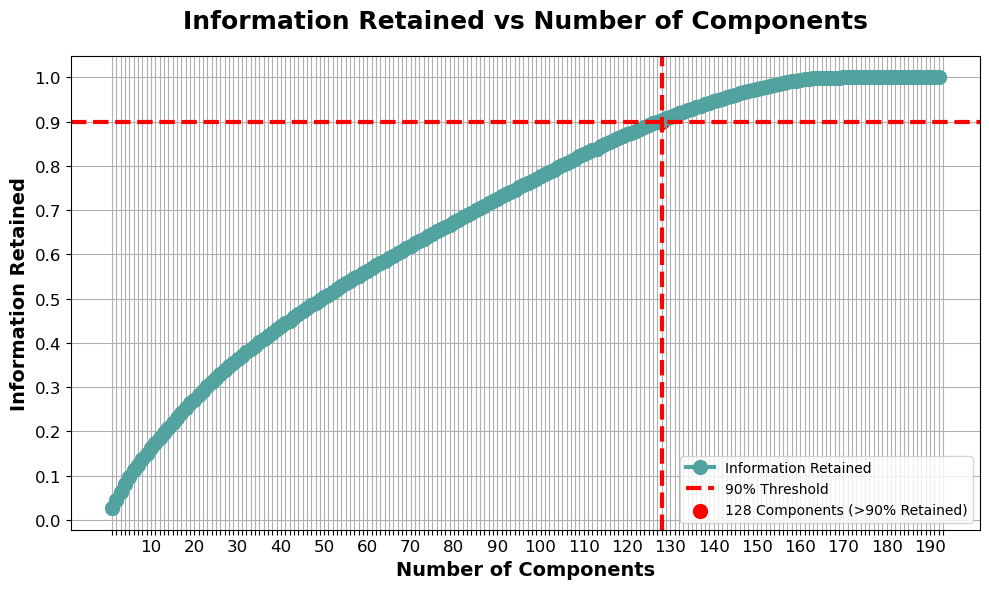 Information Retained vs Number of Components
Information Retained
1.0
0.9
0.8
0.7
0.6
0.5
0.4
0.3
0.2
0.1
0.0
Information Retained
90% Threshold
128 Components (>90% Retained)
10 20 30 40 50 60 70 80 90 100 110 120 130 140 150 160 170 180 190
Number of Components